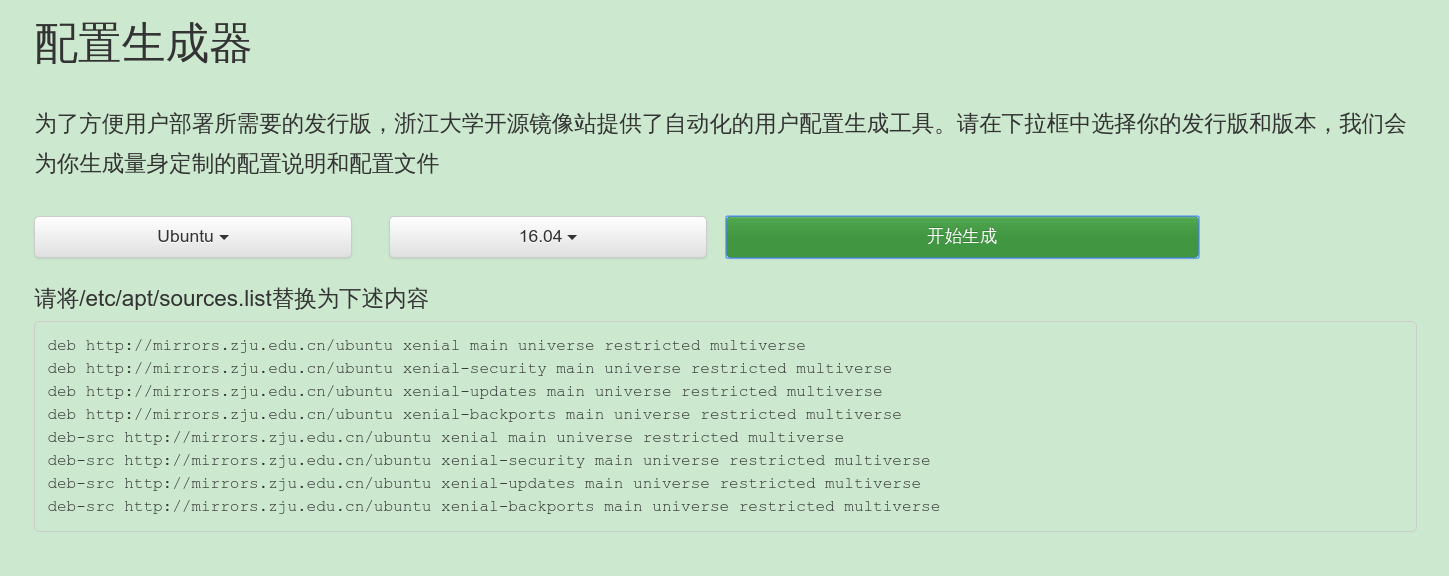 配置生成器
为了方便用户部署所需要的发行版，浙江大学开源镜像站提供了自动化的用户配置生成工具。请在下拉框中选择你的发行版和版本，我们会
为你生成量身定制的配置说明和配置文件
Ubuntu
16.04
开始生成
请将/etc/apt/sources.list替换为下述内容
deb http://mirrors.zju.edu.cn/ubuntu xenial main universe restricted multiverse
deb http://mirrors.zju.edu.cn/ubuntu xenial-security main universe restricted multiverse
deb http://mirrors.zju.edu.cn/ubuntu xenial-updates main universe restricted multiverse
deb http://mirrors.zju.edu.cn/ubuntu xenial-backports main universe restricted multiverse
deb-src http://mirrors.zju.edu.cn/ubuntu xenial main universe restricted multiverse
deb-src http://mirrors.zju.edu.cn/ubuntu xenial-security main universe restricted multiverse
deb-src http://mirrors.zju.edu.cn/ubuntu xenial-updates main universe restricted multiverse
deb-src http://mirrors.zju.edu.cn/ubuntu xenial-backports main universe restricted multiverse